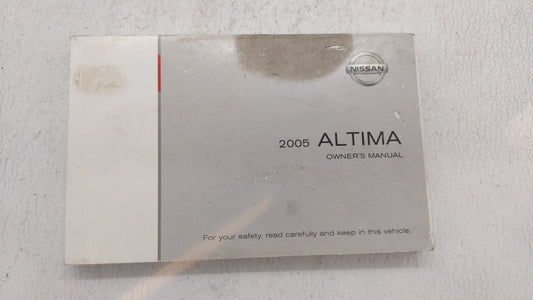 NISSAN
2005 ALTIMA
OWNER'S MANUAL
For your safety, read carefully and keep in this vehicle.